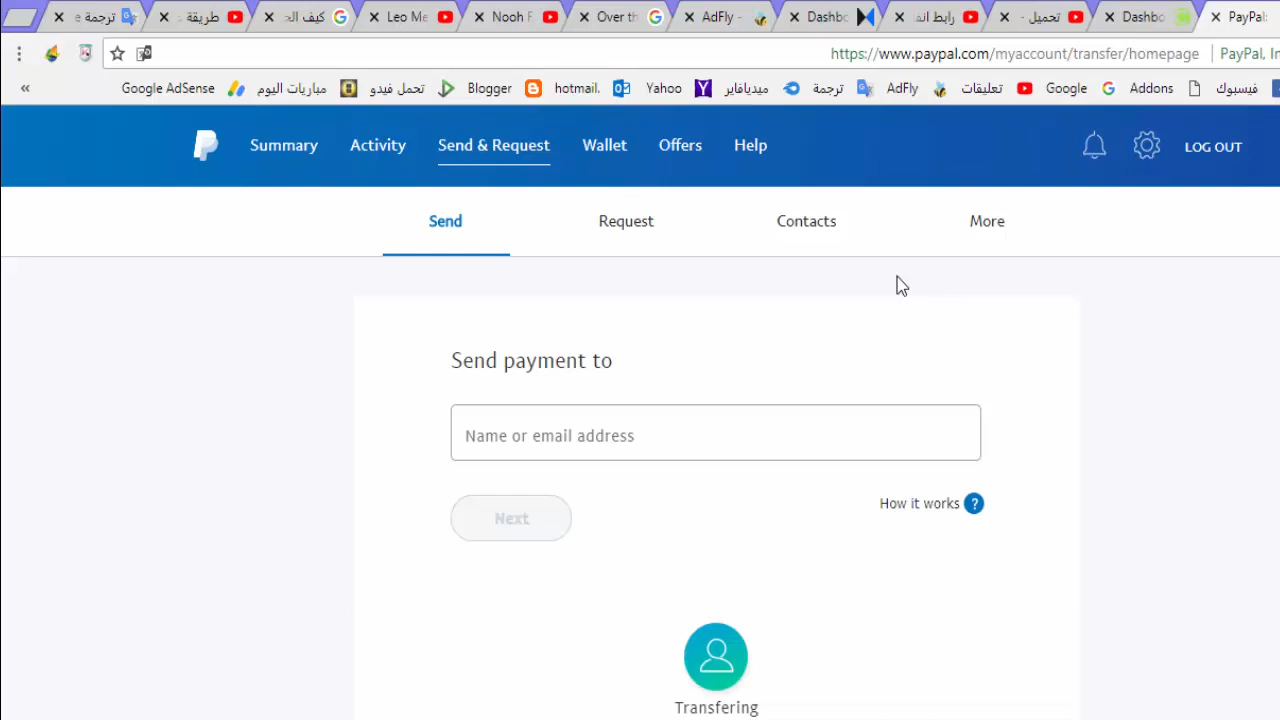 ترجمة e
طريقة
كيف الح
Leo Me
Nooh F
Over th
AdFly -
Dashbo
رابط انف
تحميل -
Dashbo
PayPal:
https://www.paypal.com/myaccount/transfer/homepage
PayPal, In
«
Google AdSense
مباريات اليوم
تحمل فيدو
Blogger
hotmail.
Yahoo
ميديافاير
ترجمة
AdFly
تعليقات
Google
Addons
فيسبوك
Summary
Activity
Send & Request
Wallet
Offers
Help
LOG OUT
Send
Request
Contacts
More
Send payment to
Name or email address
Next
How it works ?
Transfering